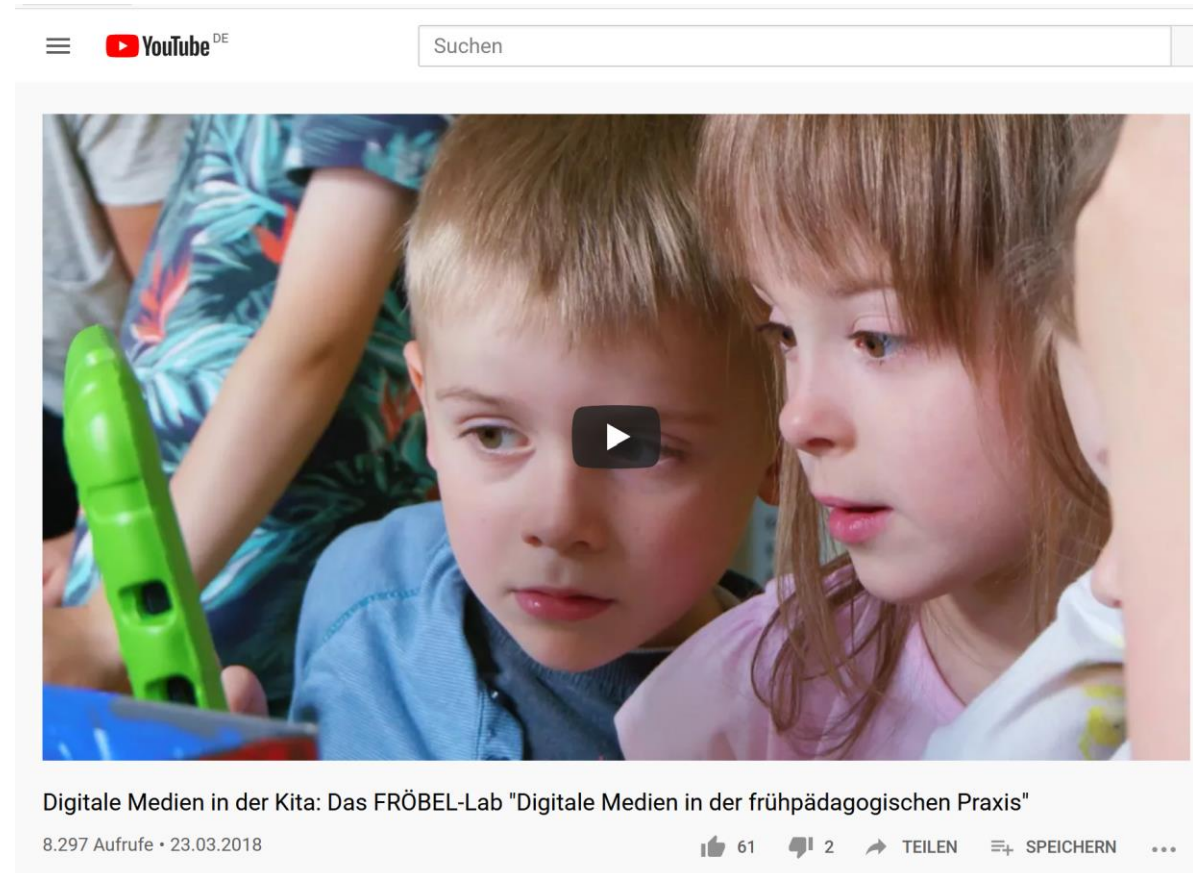 YouTube DE
Suchen
Digitale Medien in der Kita: Das FRÖBEL-Lab "Digitale Medien in der frühpädagogischen Praxis"
8.297 Aufrufe • 23.03.2018
61 2 TEILEN SPEICHERN